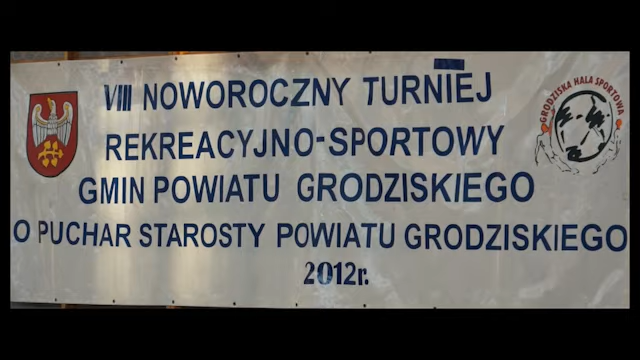 VIII NOWOROCZNY TURNIEJ
GRODZISKA HALA SPORTOWA
REKREACYJNO-SPORTOWY
GMIN POWIATU GRODZISKIEGO
O PUCHAR STAROSTY POWIATU GRODZISKIEGO
2012r.